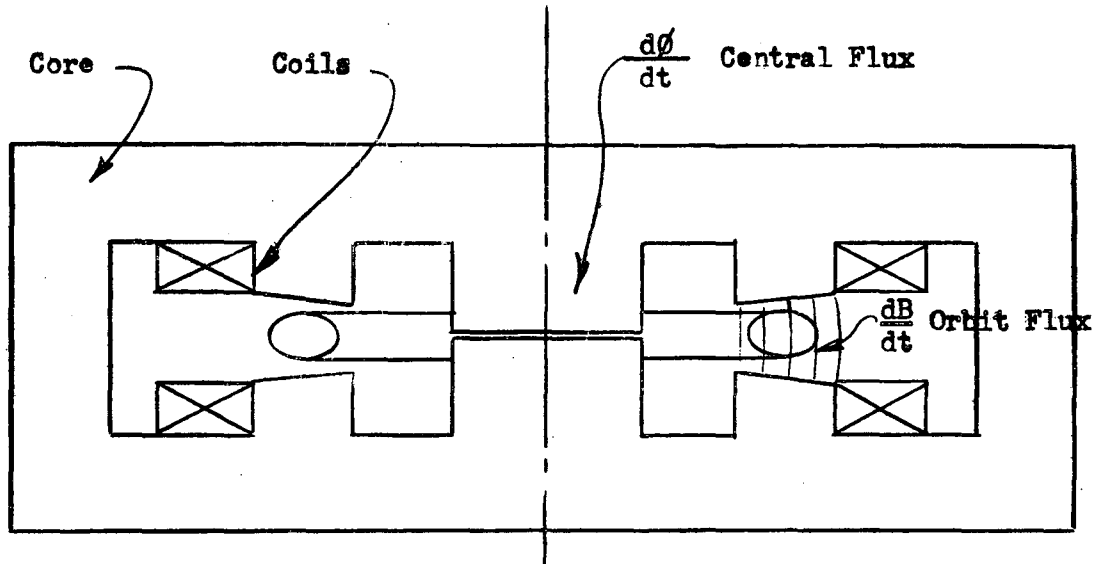 Core
Coils
dØ
dt
Central Flux
dB
dt
Orbit Flux